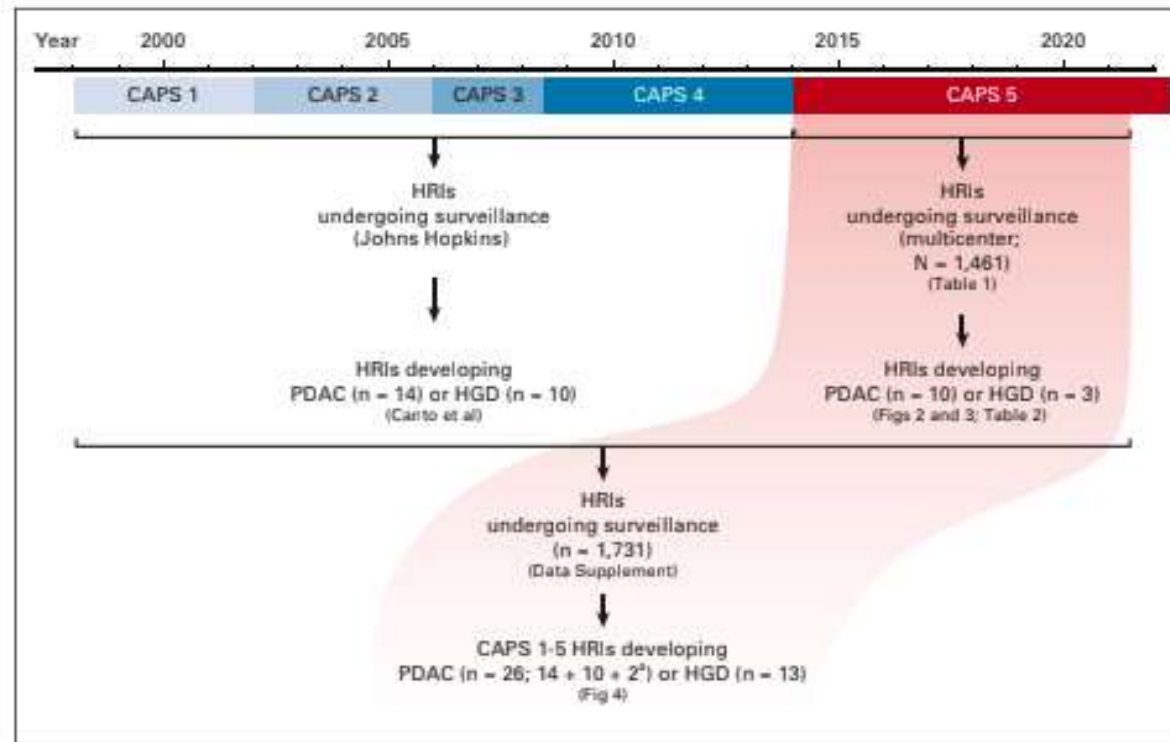 Year 2000 2005 2010 2015 2020
CAPS 1 CAPS 2 CAPS 3 CAPS 4 CAPS 5
HRIs
undergoing surveillance
(Johns Hopkins)
HRIs
undergoing surveillance
(multicenter;
N = 1,461)
(Table 1)
HRIs developing
PDAC (n = 14) or HGD (n = 10)
(Canto et al)
HRIs developing
PDAC (n = 10) or HGD (n = 3)
(Figs 2 and 3; Table 2)
HRIs
undergoing surveillance
(n = 1,731)
(Data Supplement)
CAPS 1-5 HRIs developing
PDAC (n = 26; 14 + 10 + 2ª) or HGD (n = 13)
(Fig 4)